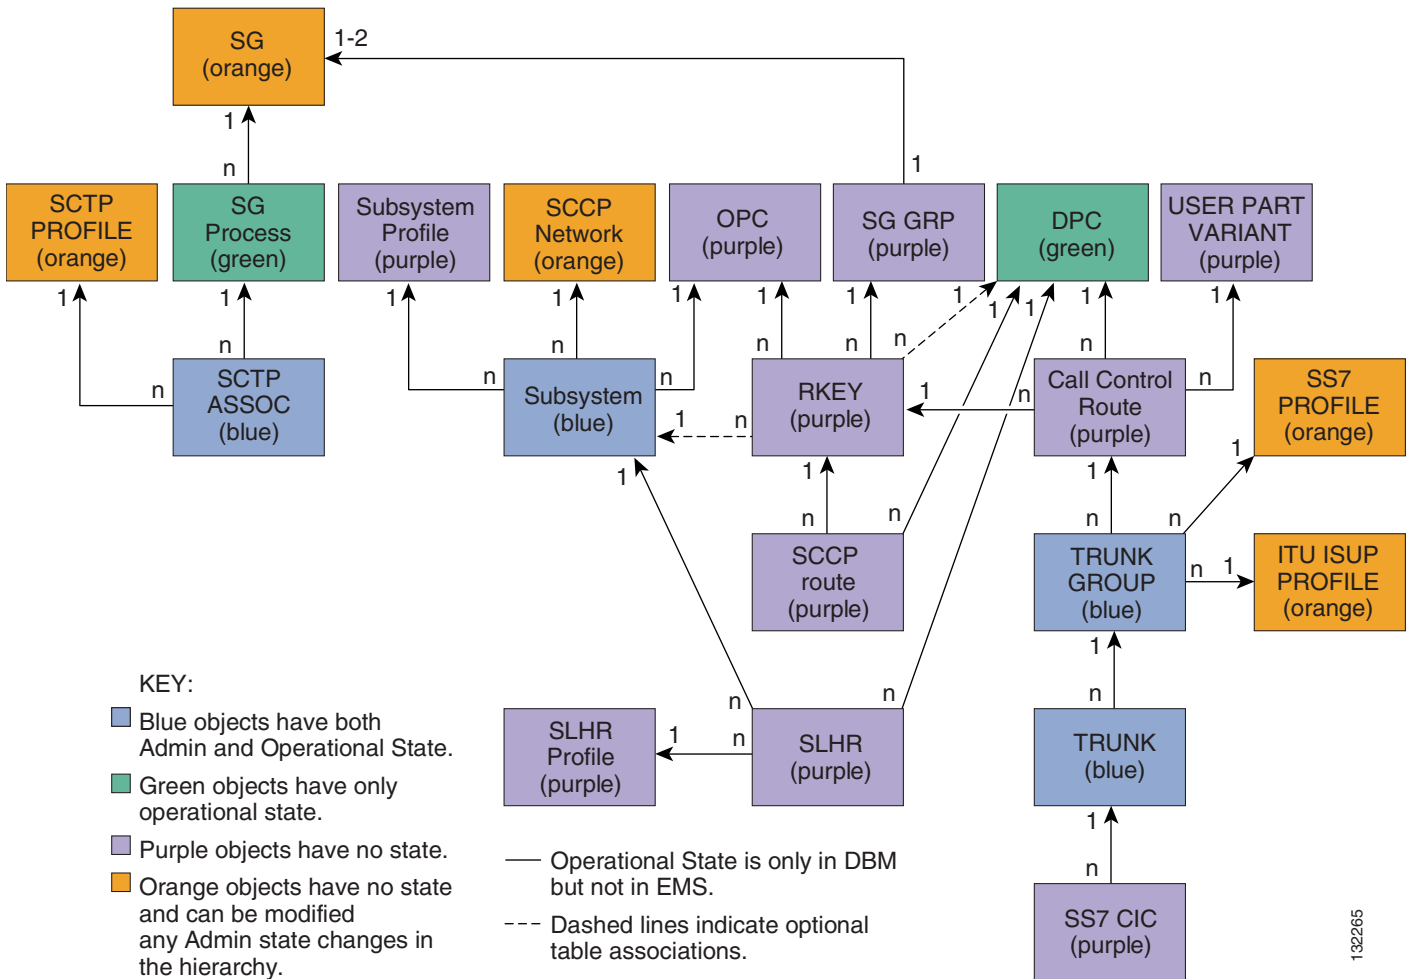 SG
(orange)
1-2
1
n
1
SCTP
PROFILE
(orange)
SG
Process
(green)
Subsystem
Profile
(purple)
SCCP
Network
(orange)
OPC
(purple)
SG GRP
(purple)
DPC
(green)
USER PART
VARIANT
(purple)
1
1
1
1
1
1
1
1
1
1
1
1
n
n
n
n
n
n
n
n
n
n
n
SCTP
ASSOC
(blue)
Subsystem
(blue)
1
n
RKEY
(purple)
1
n
Call Control
Route
(purple)
SS7
PROFILE
(orange)
1
1
1
1
n
n
n
n
SCCP
route
(purple)
TRUNK
GROUP
(blue)
n
1
ITU ISUP
PROFILE
(orange)
1
n
n
n
SLHR
Profile
(purple)
1
n
SLHR
(purple)
TRUNK
(blue)
1
n
SS7 CIC
(purple)
KEY:
Blue objects have both
Admin and Operational State.
Green objects have only
operational state.
Purple objects have no state.
Orange objects have no state
and can be modified
any Admin state changes in
the hierarchy.
Operational State is only in DBM
but not in EMS.
Dashed lines indicate optional
table associations.
132265